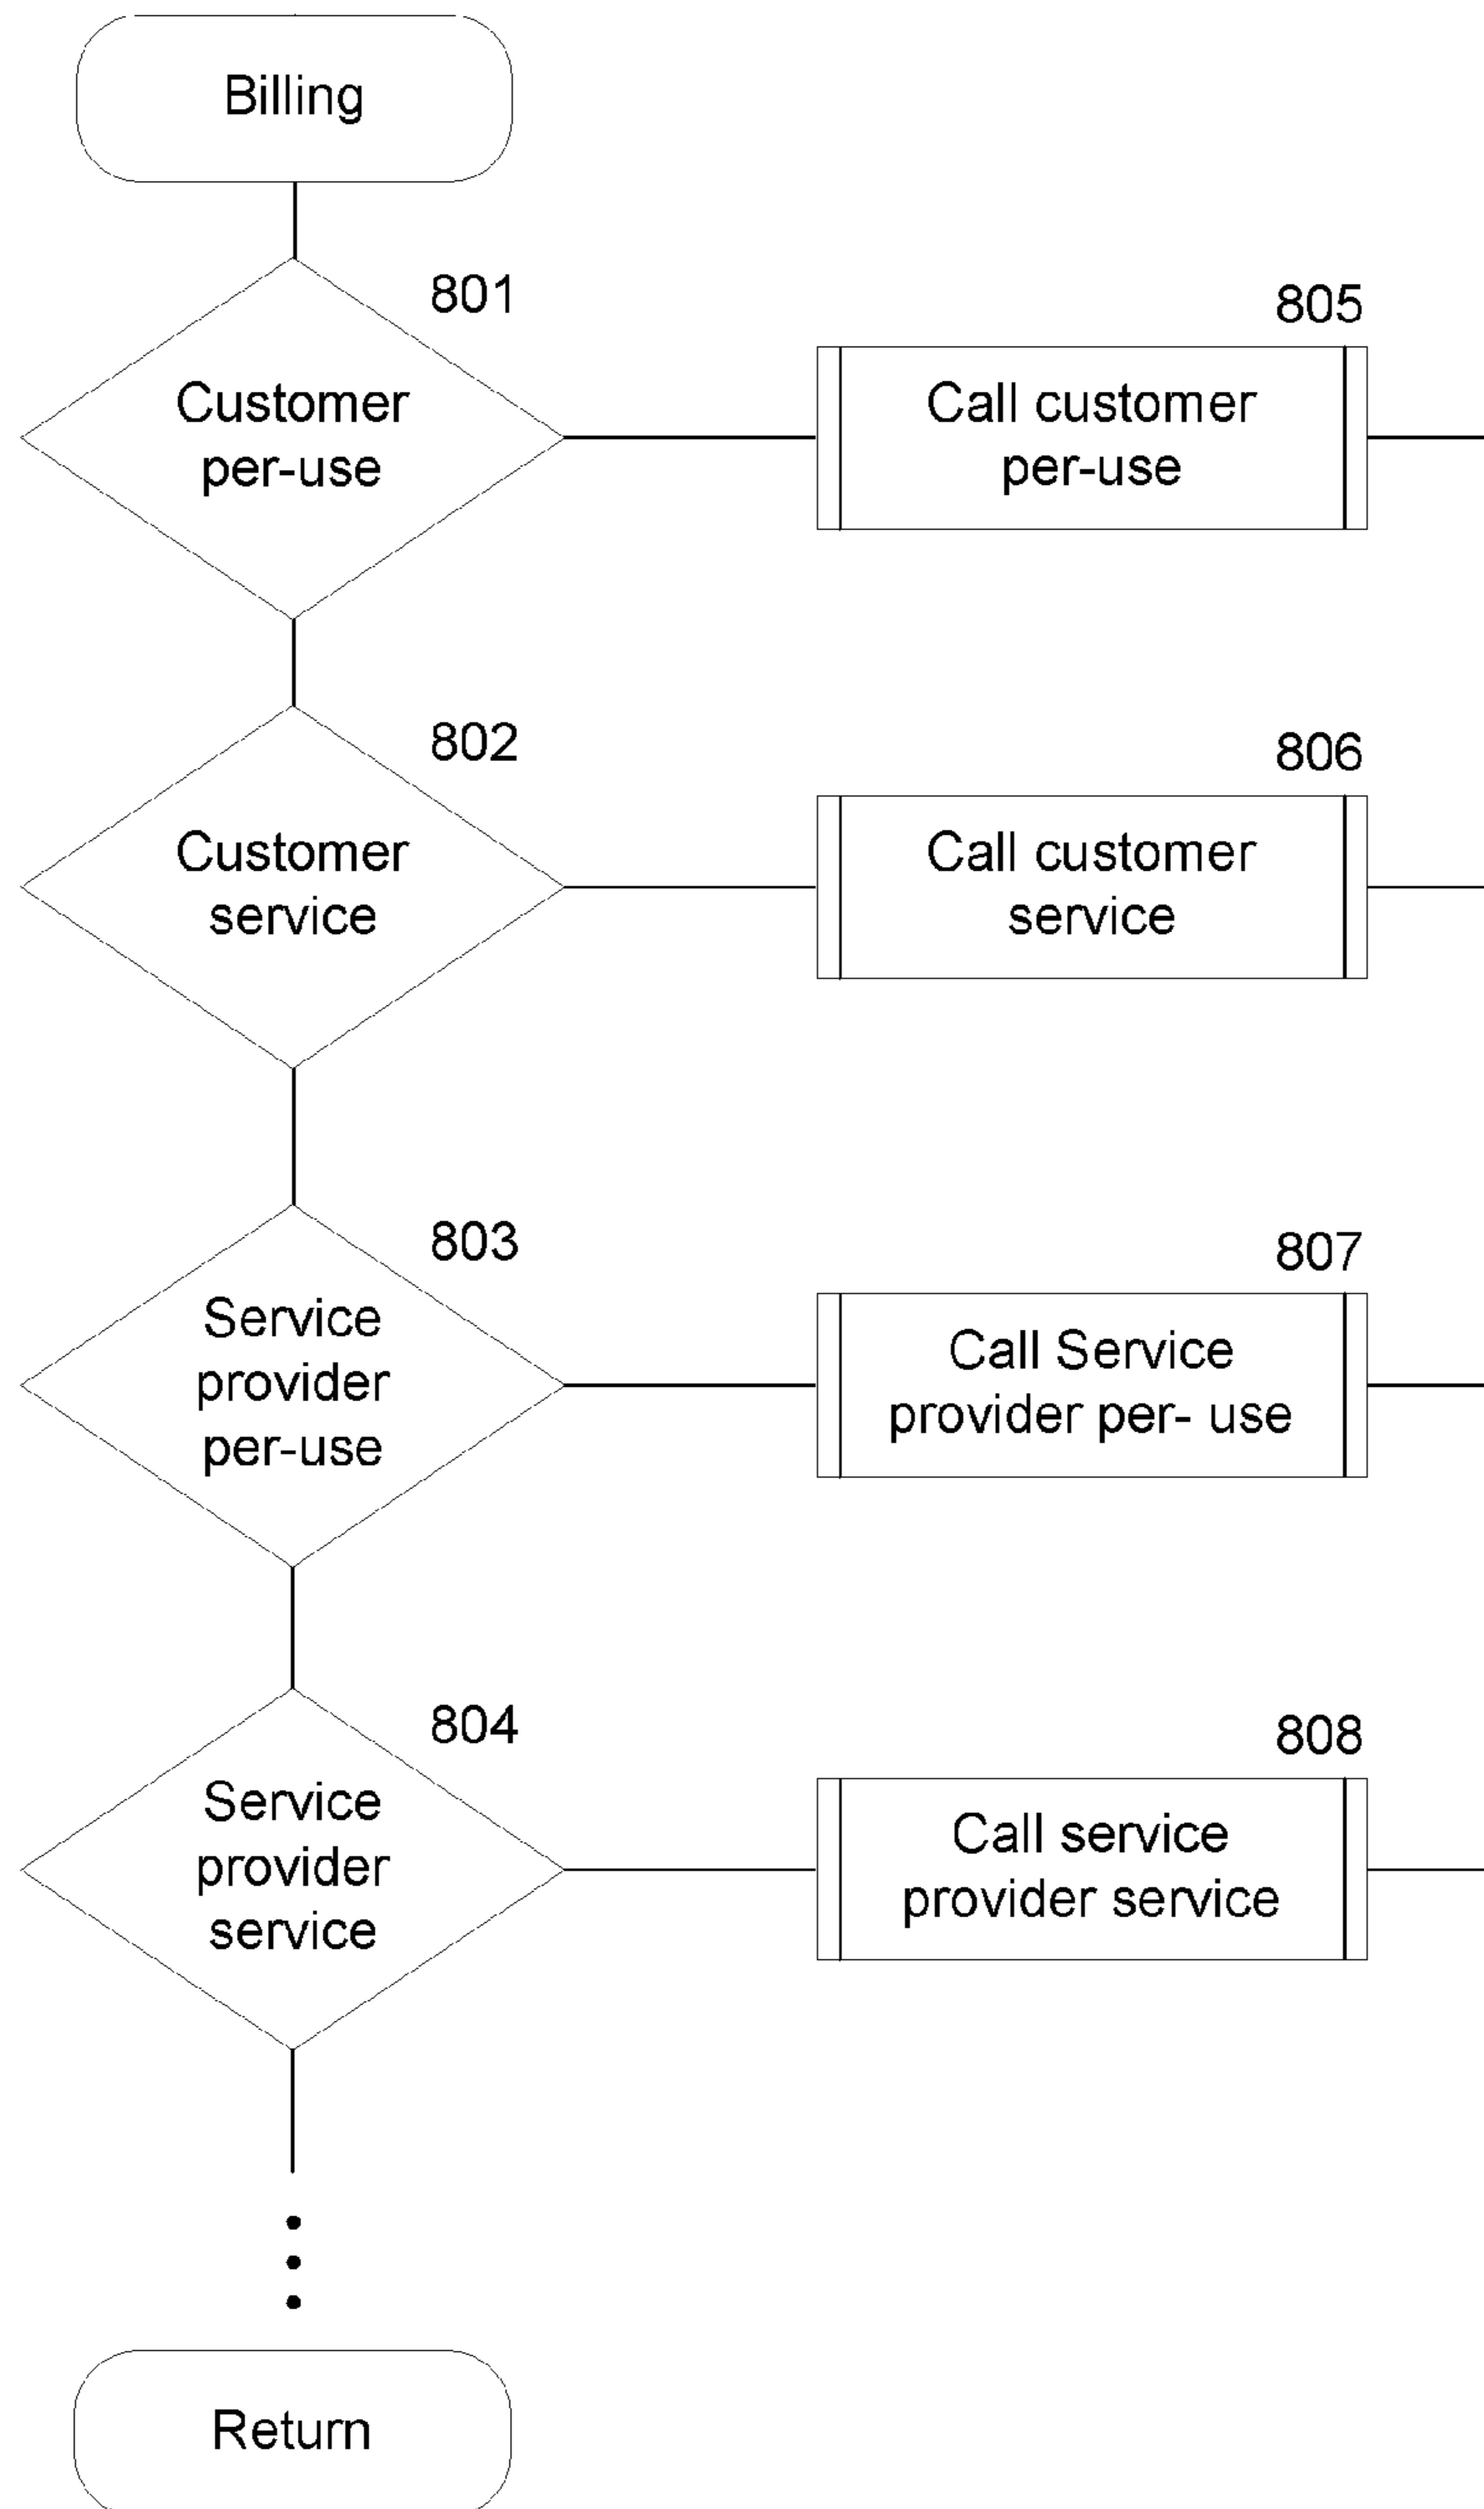 Billing
801
Customer
per-use
805
Call customer
per-use
802
Customer
service
806
Call customer
service
803
Service
provider
per-use
807
Call Service
provider per- use
804
Service
provider
service
808
Call service
provider service
Return